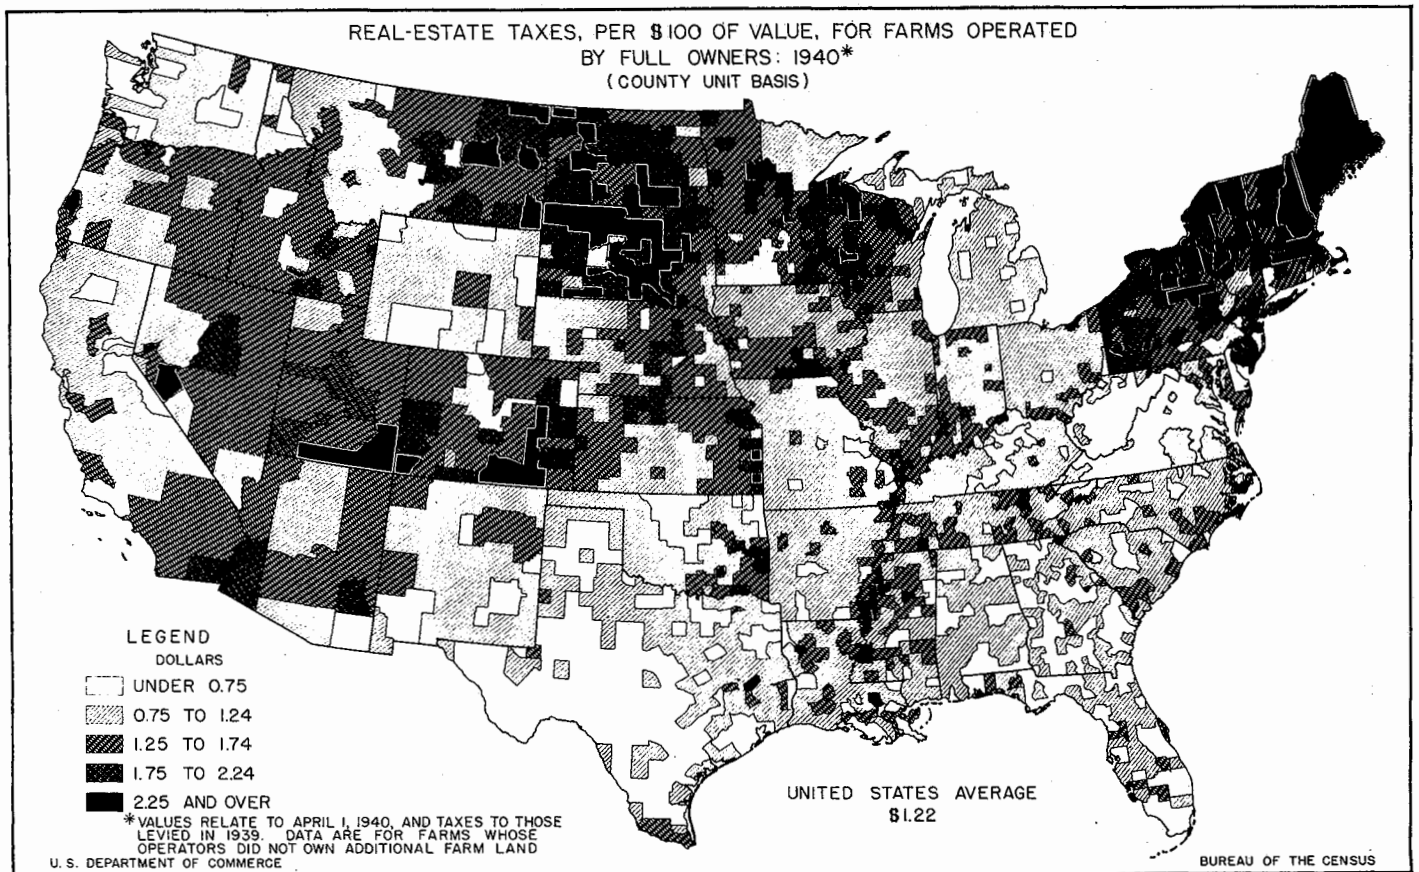 REAL-ESTATE TAXES, PER $100 OF VALUE, FOR FARMS OPERATED
BY FULL OWNERS: 1940*
(COUNTY UNIT BASIS)
LEGEND
DOLLARS
UNDER 0.75
0.75 TO 1.24
1.25 TO 1.74
1.75 TO 2.24
2.25 AND OVER
*VALUES RELATE TO APRIL 1, 1940, AND TAXES TO THOSE
LEVIED IN 1939. DATA ARE FOR FARMS WHOSE
OPERATORS DID NOT OWN ADDITIONAL FARM LAND
U. S. DEPARTMENT OF COMMERCE
UNITED STATES AVERAGE
$1.22
BUREAU OF THE CENSUS